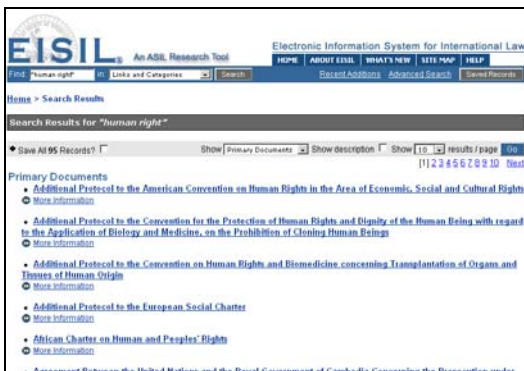 EISIL
An ASIL Research Tool
Electronic Information System for International Law
HOME ABOUT EISIL WHAT'S NEW SITE MAP HELP
Find: "human right" in: Links and Categories Search
Recent Additions Advanced Search Saved Records
Home > Search Results
Search Results for "human right"
Save All 95 Records? Show Primary Documents Show description Show 10 results / page Go
[1] 2 3 4 5 6 7 8 9 10 Next
Primary Documents
Additional Protocol to the American Convention on Human Rights in the Area of Economic, Social and Cultural Rights
More Information
Additional Protocol to the Convention for the Protection of Human Rights and Dignity of the Human Being with regard
to the Application of Biology and Medicine, on the Prohibition of Cloning Human Beings
More Information
Additional Protocol to the Convention on Human Rights and Biomedicine concerning Transplantation of Organs and
Tissues of Human Origin
More Information
Additional Protocol to the European Social Charter
More Information
African Charter on Human and Peoples' Rights
More Information
Agreement Between the United Nations and the Royal Government of Cambodia Concerning the Prosecution under